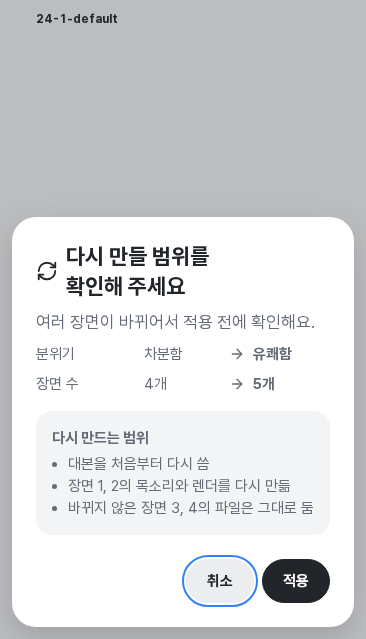 24-1-default
다시 만들 범위를
확인해 주세요
여러 장면이 바뀌어서 적용 전에 확인해요.
분위기 차분함 → 유쾌함
장면 수 4개 → 5개
다시 만드는 범위
• 대본을 처음부터 다시 씀
• 장면 1, 2의 목소리와 렌더를 다시 만듦
• 바뀌지 않은 장면 3, 4의 파일은 그대로 둠
취소 적용